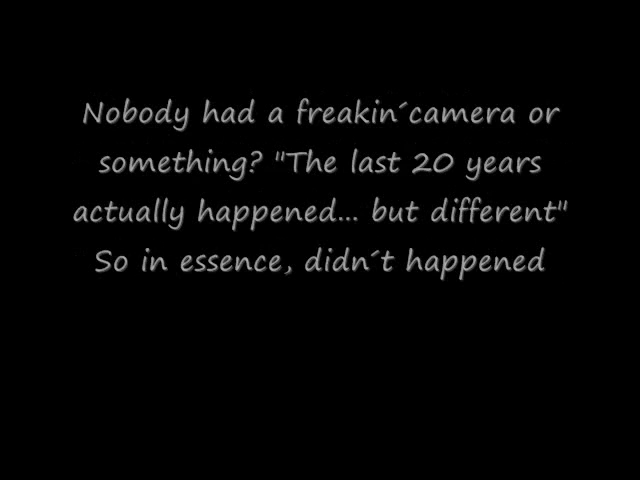 Nobody had a freakin´camera or
something? "The last 20 years
actually happened... but different"
So in essence, didn´t happened